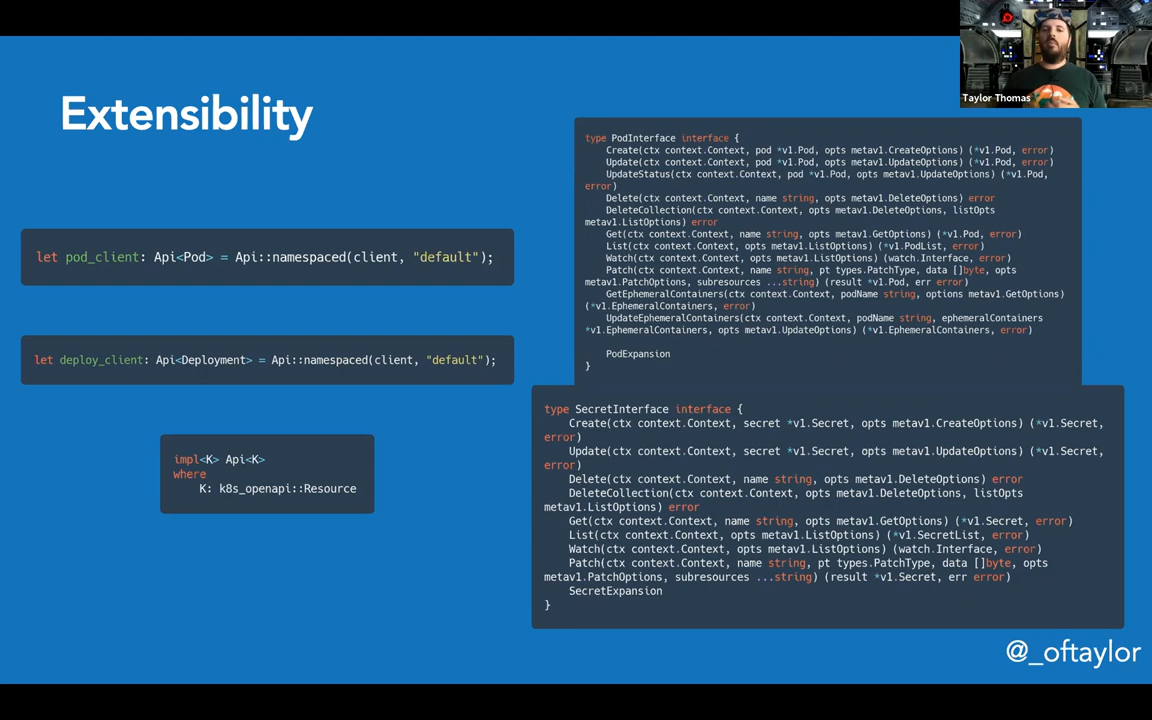 Taylor Thomas
Extensibility
let pod_client: Api<Pod> = Api::namespaced(client, "default");
let deploy_client: Api<Deployment> = Api::namespaced(client, "default");
impl<K> Api<K>
where
    K: k8s_openapi::Resource
type PodInterface interface {
    Create(ctx context.Context, pod *v1.Pod, opts metav1.CreateOptions) (*v1.Pod, error)
    Update(ctx context.Context, pod *v1.Pod, opts metav1.UpdateOptions) (*v1.Pod, error)
    UpdateStatus(ctx context.Context, pod *v1.Pod, opts metav1.UpdateOptions) (*v1.Pod,
error)
    Delete(ctx context.Context, name string, opts metav1.DeleteOptions) error
    DeleteCollection(ctx context.Context, opts metav1.DeleteOptions, listOpts
metav1.ListOptions) error
    Get(ctx context.Context, name string, opts metav1.GetOptions) (*v1.Pod, error)
    List(ctx context.Context, opts metav1.ListOptions) (*v1.PodList, error)
    Watch(ctx context.Context, opts metav1.ListOptions) (watch.Interface, error)
    Patch(ctx context.Context, name string, pt types.PatchType, data []byte, opts
metav1.PatchOptions, subresources ...string) (result *v1.Pod, err error)
    GetEphemeralContainers(ctx context.Context, podName string, options metav1.GetOptions)
(*v1.EphemeralContainers, error)
    UpdateEphemeralContainers(ctx context.Context, podName string, ephemeralContainers
*v1.EphemeralContainers, opts metav1.UpdateOptions) (*v1.EphemeralContainers, error)
    PodExpansion
}
type SecretInterface interface {
    Create(ctx context.Context, secret *v1.Secret, opts metav1.CreateOptions) (*v1.Secret,
error)
    Update(ctx context.Context, secret *v1.Secret, opts metav1.UpdateOptions) (*v1.Secret,
error)
    Delete(ctx context.Context, name string, opts metav1.DeleteOptions) error
    DeleteCollection(ctx context.Context, opts metav1.DeleteOptions, listOpts
metav1.ListOptions) error
    Get(ctx context.Context, name string, opts metav1.GetOptions) (*v1.Secret, error)
    List(ctx context.Context, opts metav1.ListOptions) (*v1.SecretList, error)
    Watch(ctx context.Context, opts metav1.ListOptions) (watch.Interface, error)
    Patch(ctx context.Context, name string, pt types.PatchType, data []byte, opts
metav1.PatchOptions, subresources ...string) (result *v1.Secret, err error)
    SecretExpansion
}
@_oftaylor